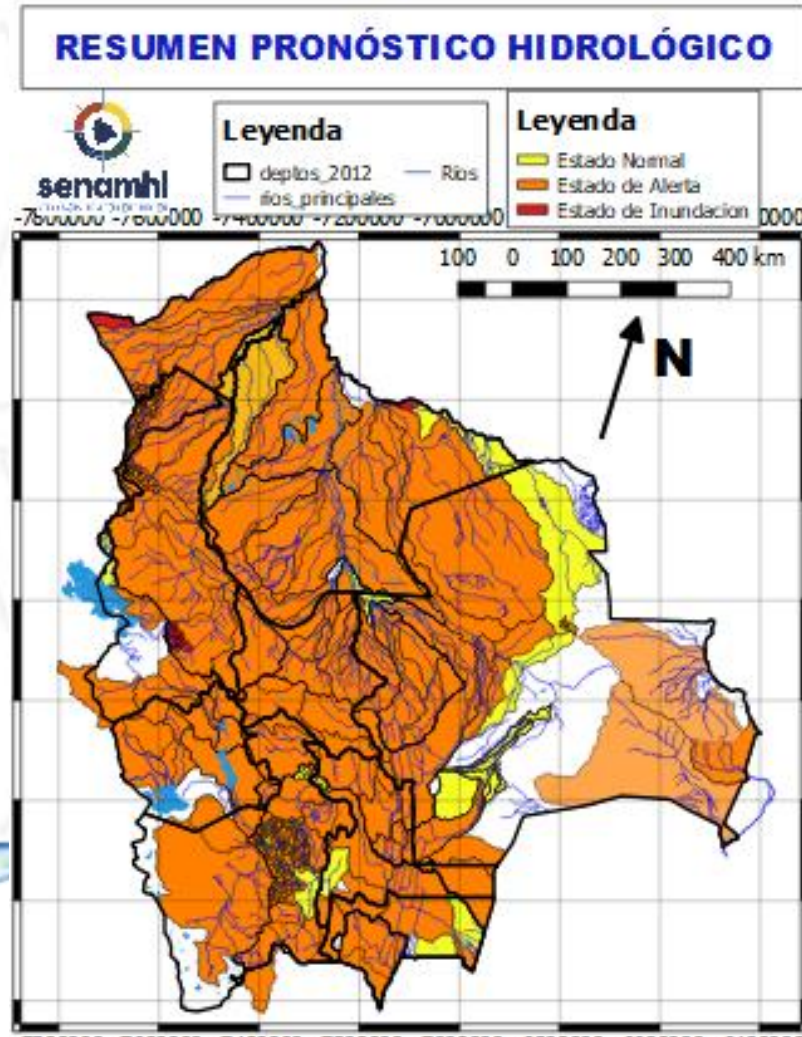 RESUMEN PRONÓSTICO HIDROLÓGICO
senamhi
Leyenda
deptos_2012
Rios
rios_principales
Leyenda
Estado Normal
Estado de Alerta
Estado de Inundacion
-7800000 -7600000 -7400000 -7200000 -7000000
100 0 100 200 300 400 km
N